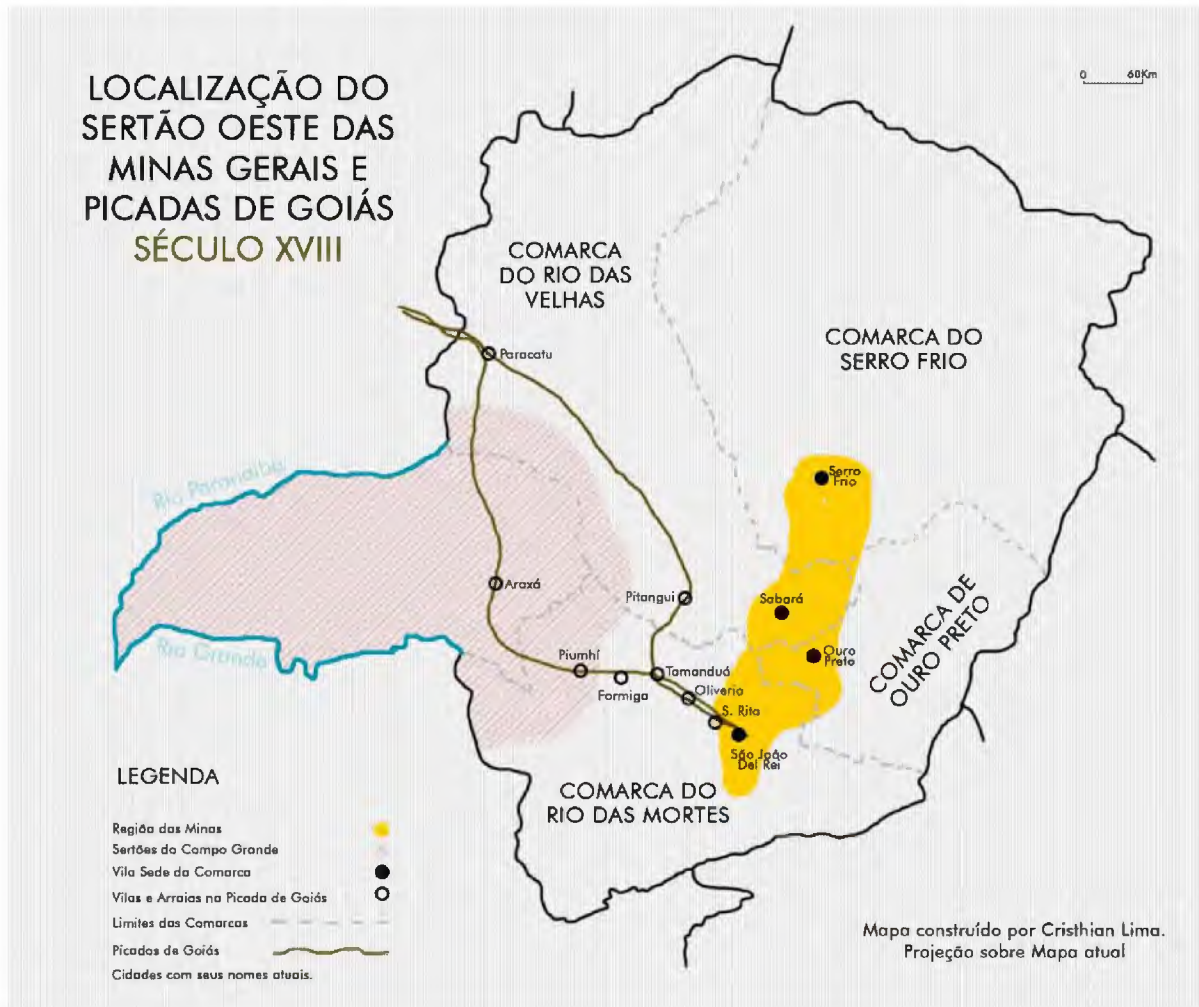 LOCALIZAÇÃO DO
SERTÃO OESTE DAS
MINAS GERAIS E
PICADAS DE GOIÁS
SÉCULO XVIII
0 60Km
COMARCA
DO RIO DAS
VELHAS
COMARCA DO
SERRO FRIO
Paracatu
Rio Paranaíba
Serro
Frio
Araxá
Pitangui
Sabará
COMARCA DE
OURO PRETO
Rio Grande
Ouro
Preto
Piumhí
Tamanduá
Formiga
Oliveria
S. Rita
São João
Del Rei
COMARCA DO
RIO DAS MORTES
LEGENDA
Região das Minas
Sertões do Campo Grande
Vila Sede da Comarca
Vilas e Arraias na Picada de Goiás
Limites das Comarcas
Picadas de Goiás
Cidades com seus nomes atuais.
Mapa construído por Cristhian Lima.
Projeção sobre Mapa atual